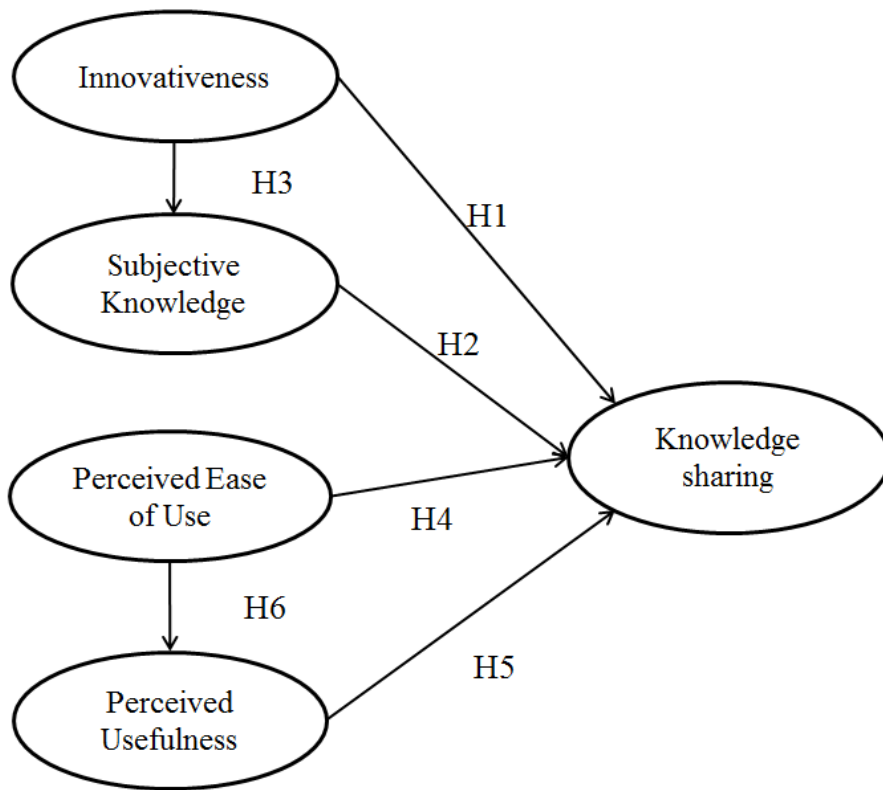 Innovativeness
H3
H1
Subjective
Knowledge
H2
Knowledge
sharing
Perceived Ease
of Use
H4
H6
H5
Perceived
Usefulness